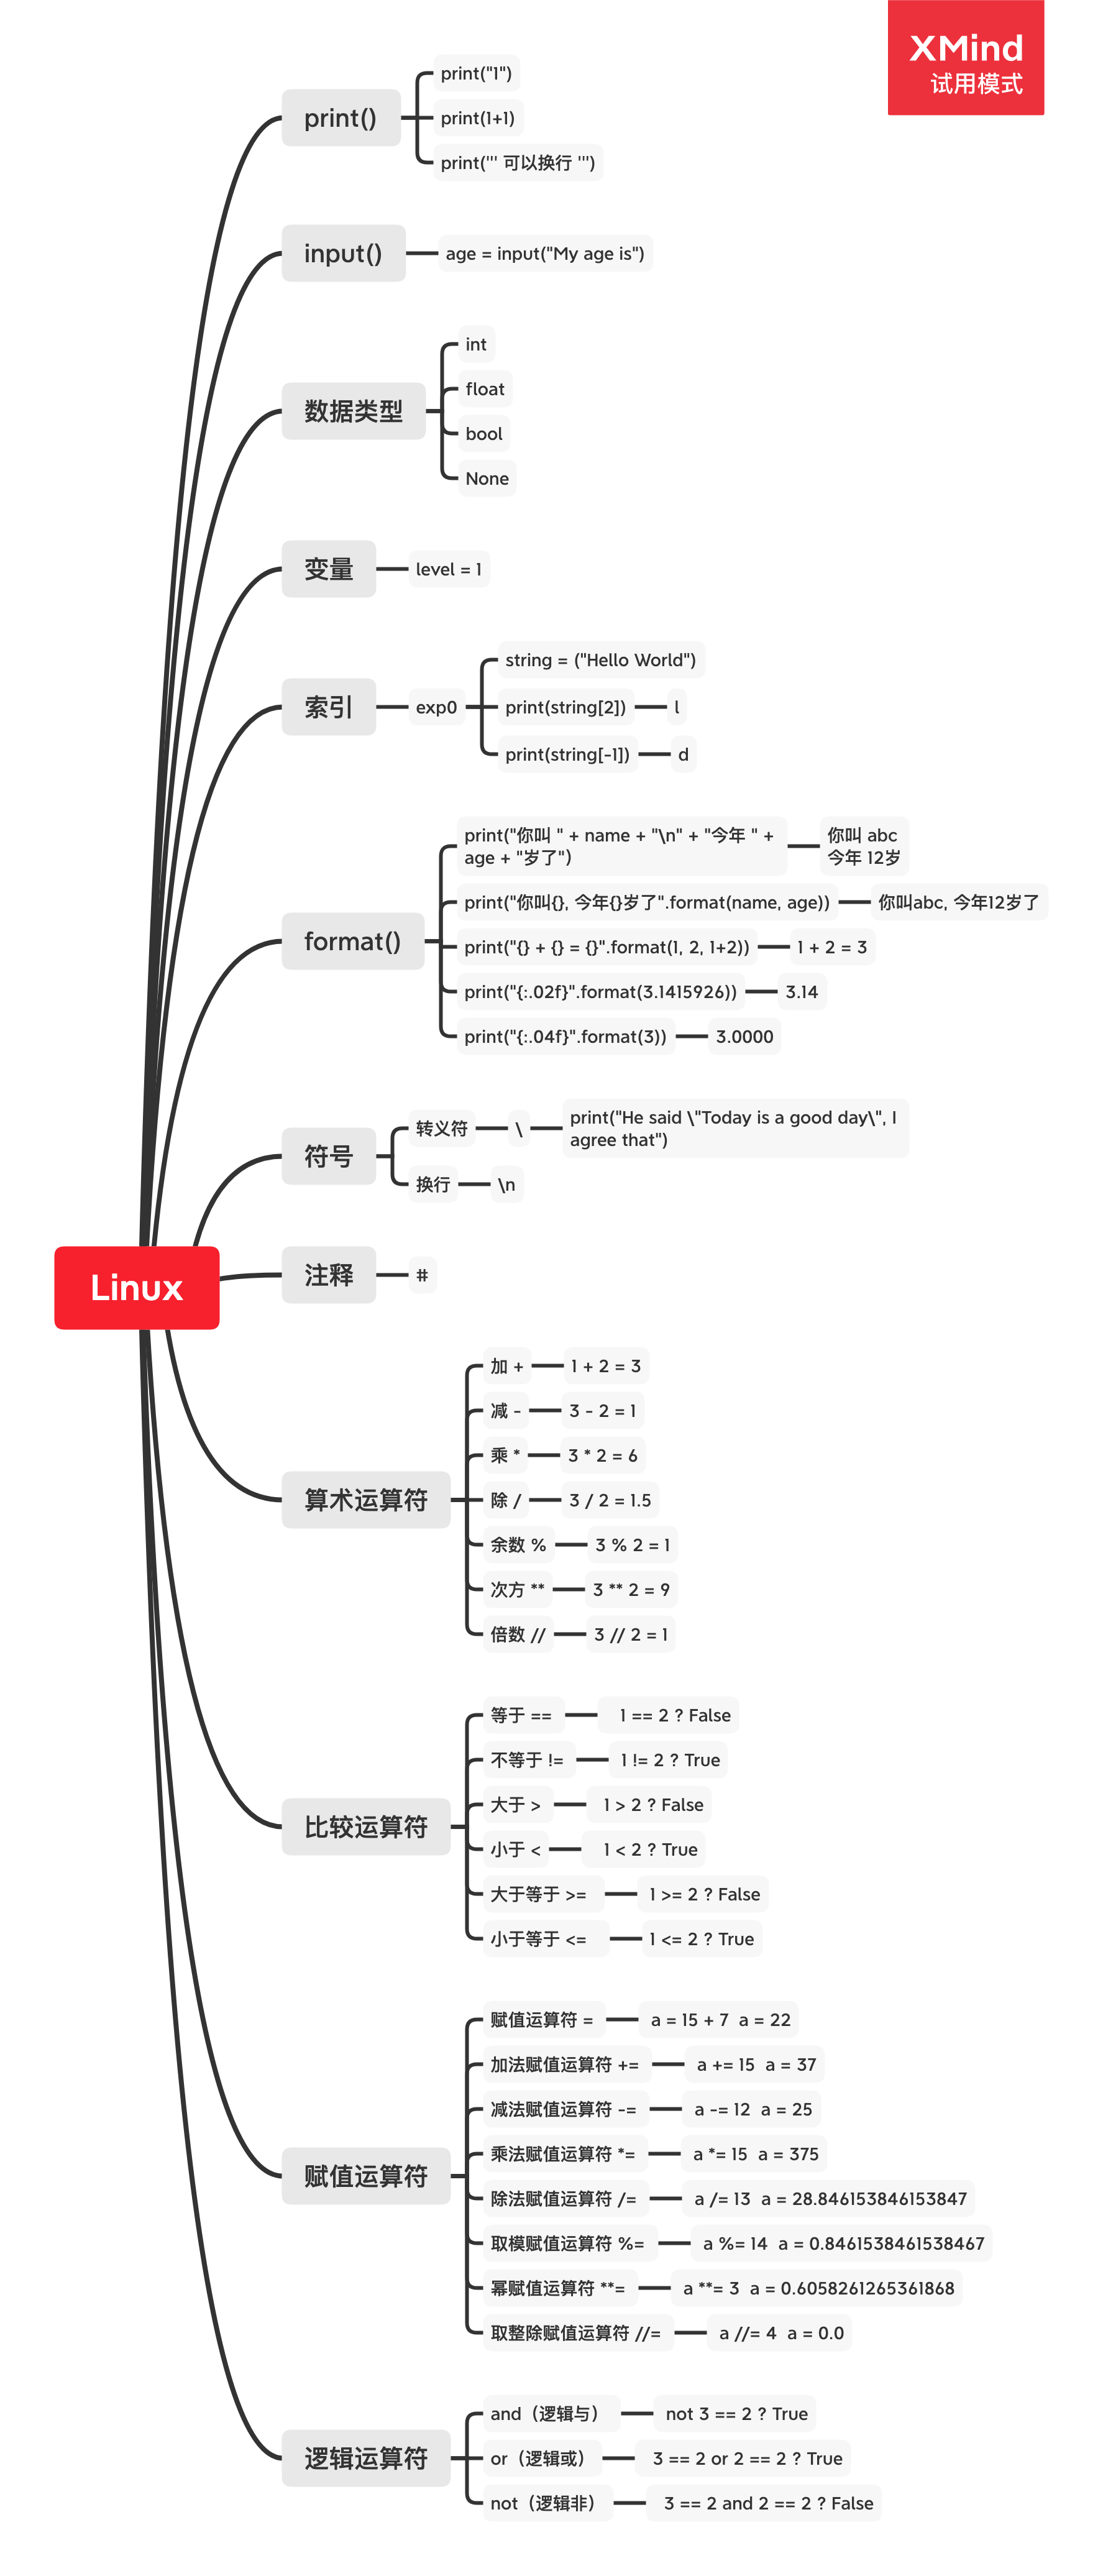 XMind
试用模式
print()
print("1")
print(1+1)
print(''' 可以换行 ''')
input()
age = input("My age is")
数据类型
int
float
bool
None
变量
level = 1
索引
exp0
string = ("Hello World")
print(string[2])
l
print(string[-1])
d
format()
print("你叫 " + name + "\n" + "今年 " +
age + "岁了")
你叫 abc
今年 12岁
print("你叫{}, 今年{}岁了".format(name, age))
你叫abc, 今年12岁了
print("{} + {} = {}".format(1, 2, 1+2))
1 + 2 = 3
print("{:.02f}".format(3.1415926))
3.14
print("{:.04f}".format(3))
3.0000
符号
转义符
\
print("He said \"Today is a good day\", I
agree that")
换行
\n
Linux
注释
#
算术运算符
加 +
1 + 2 = 3
减 -
3 - 2 = 1
乘 *
3 * 2 = 6
除 /
3 / 2 = 1.5
余数 %
3 % 2 = 1
次方 **
3 ** 2 = 9
倍数 //
3 // 2 = 1
比较运算符
等于 ==
1 == 2 ? False
不等于 !=
1 != 2 ? True
大于 >
1 > 2 ? False
小于 <
1 < 2 ? True
大于等于 >=
1 >= 2 ? False
小于等于 <=
1 <= 2 ? True
赋值运算符
赋值运算符 =
a = 15 + 7  a = 22
加法赋值运算符 +=
a += 15  a = 37
减法赋值运算符 -=
a -= 12  a = 25
乘法赋值运算符 *=
a *= 15  a = 375
除法赋值运算符 /=
a /= 13  a = 28.846153846153847
取模赋值运算符 %=
a %= 14  a = 0.8461538461538467
幂赋值运算符 **=
a **= 3  a = 0.6058261265361868
取整除赋值运算符 //=
a //= 4  a = 0.0
逻辑运算符
and（逻辑与）
not 3 == 2 ? True
or（逻辑或）
3 == 2 or 2 == 2 ? True
not（逻辑非）
3 == 2 and 2 == 2 ? False